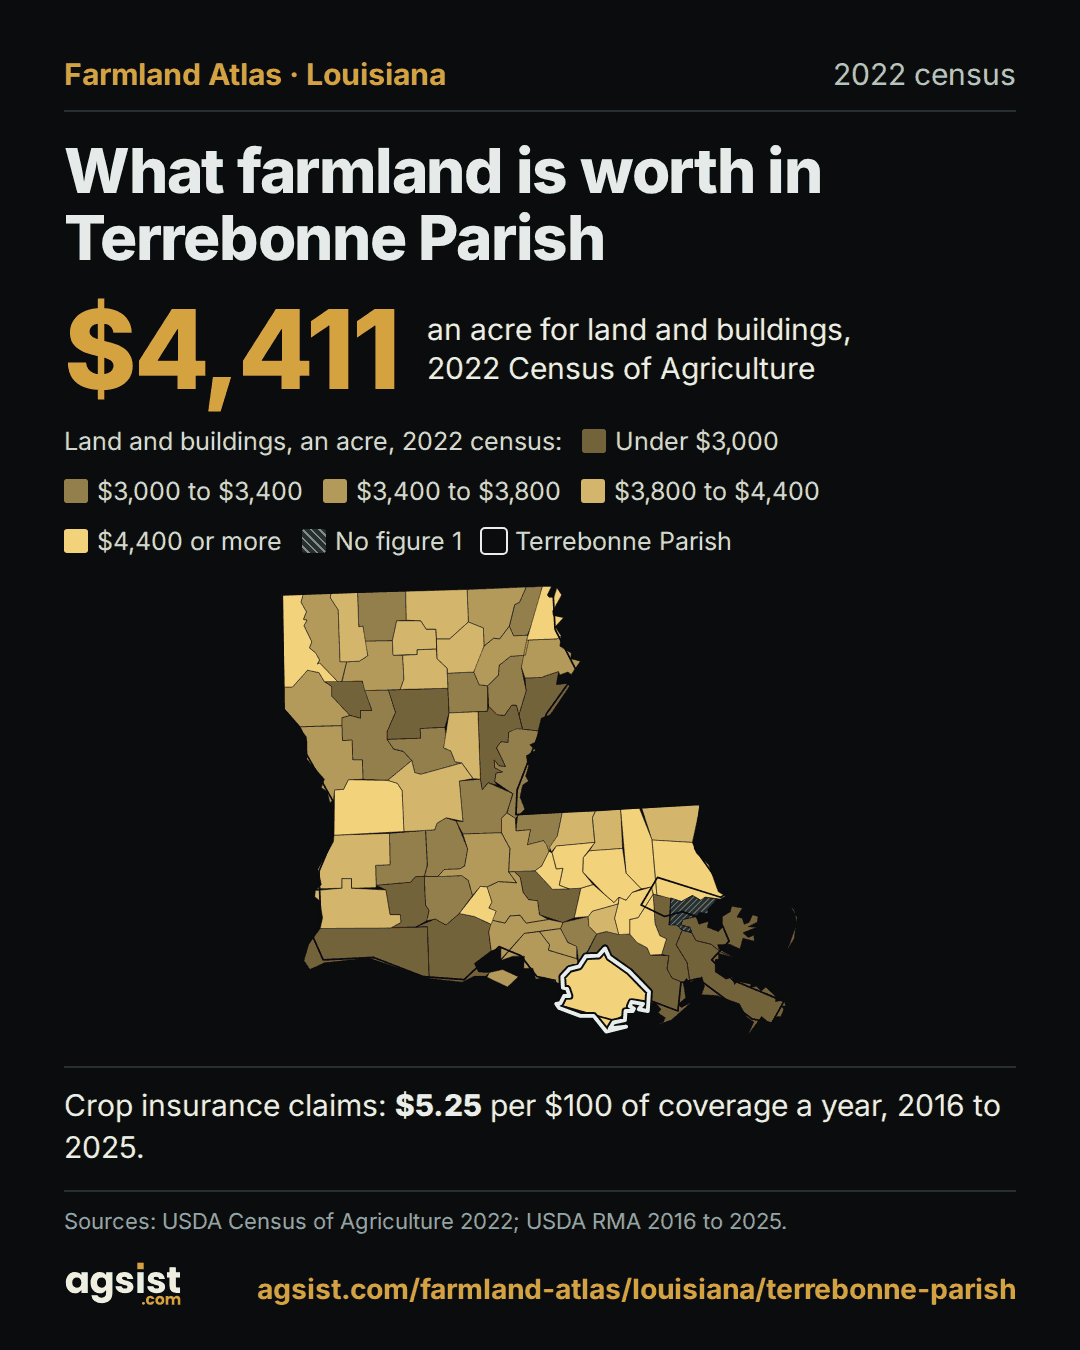 Farmland Atlas · Louisiana
2022 census
What farmland is worth in
Terrebonne Parish
$4,411
an acre for land and buildings,
2022 Census of Agriculture
Land and buildings, an acre, 2022 census: Under $3,000
$3,000 to $3,400 $3,400 to $3,800 $3,800 to $4,400
$4,400 or more No figure 1 Terrebonne Parish
Crop insurance claims: $5.25 per $100 of coverage a year, 2016 to
2025.
Sources: USDA Census of Agriculture 2022; USDA RMA 2016 to 2025.
agsist
.com
agsist.com/farmland-atlas/louisiana/terrebonne-parish